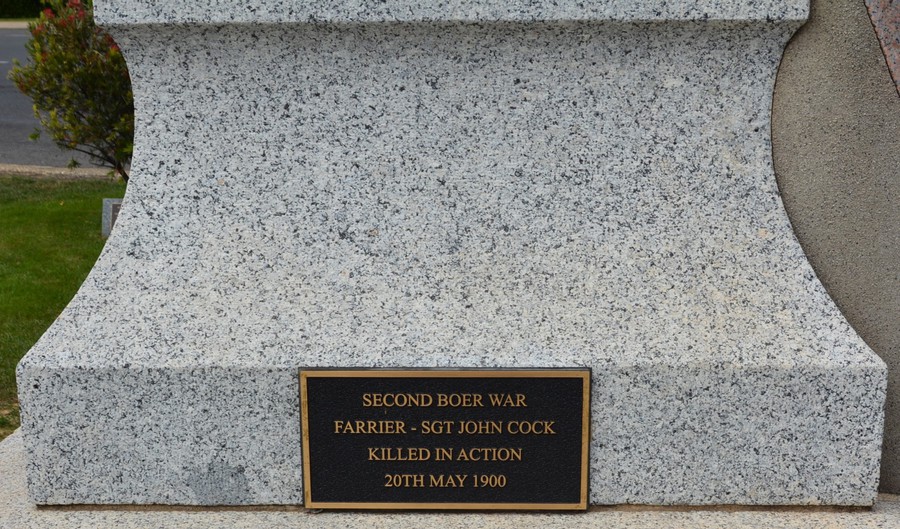 SECOND BOER WAR
FARRIER - SGT JOHN COCK
KILLED IN ACTION
20TH MAY 1900